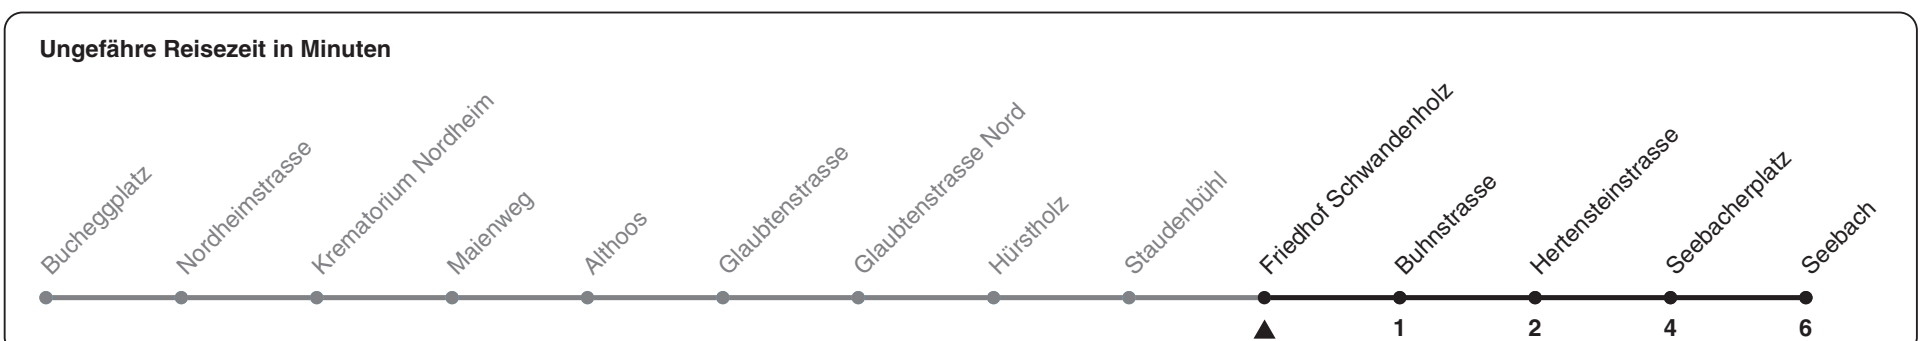 Ungefähre Reisezeit in Minuten
Bucheggplatz
Nordheimstrasse
Krematorium Nordheim
Maienweg
Althoos
Glaubtenstrasse
Glaubtenstrasse Nord
Hürstholz
Staudenbühl
Friedhof Schwandenholz
Buhnstrasse
Hertensteinstrasse
Seebacherplatz
Seebach
1 2 4 6